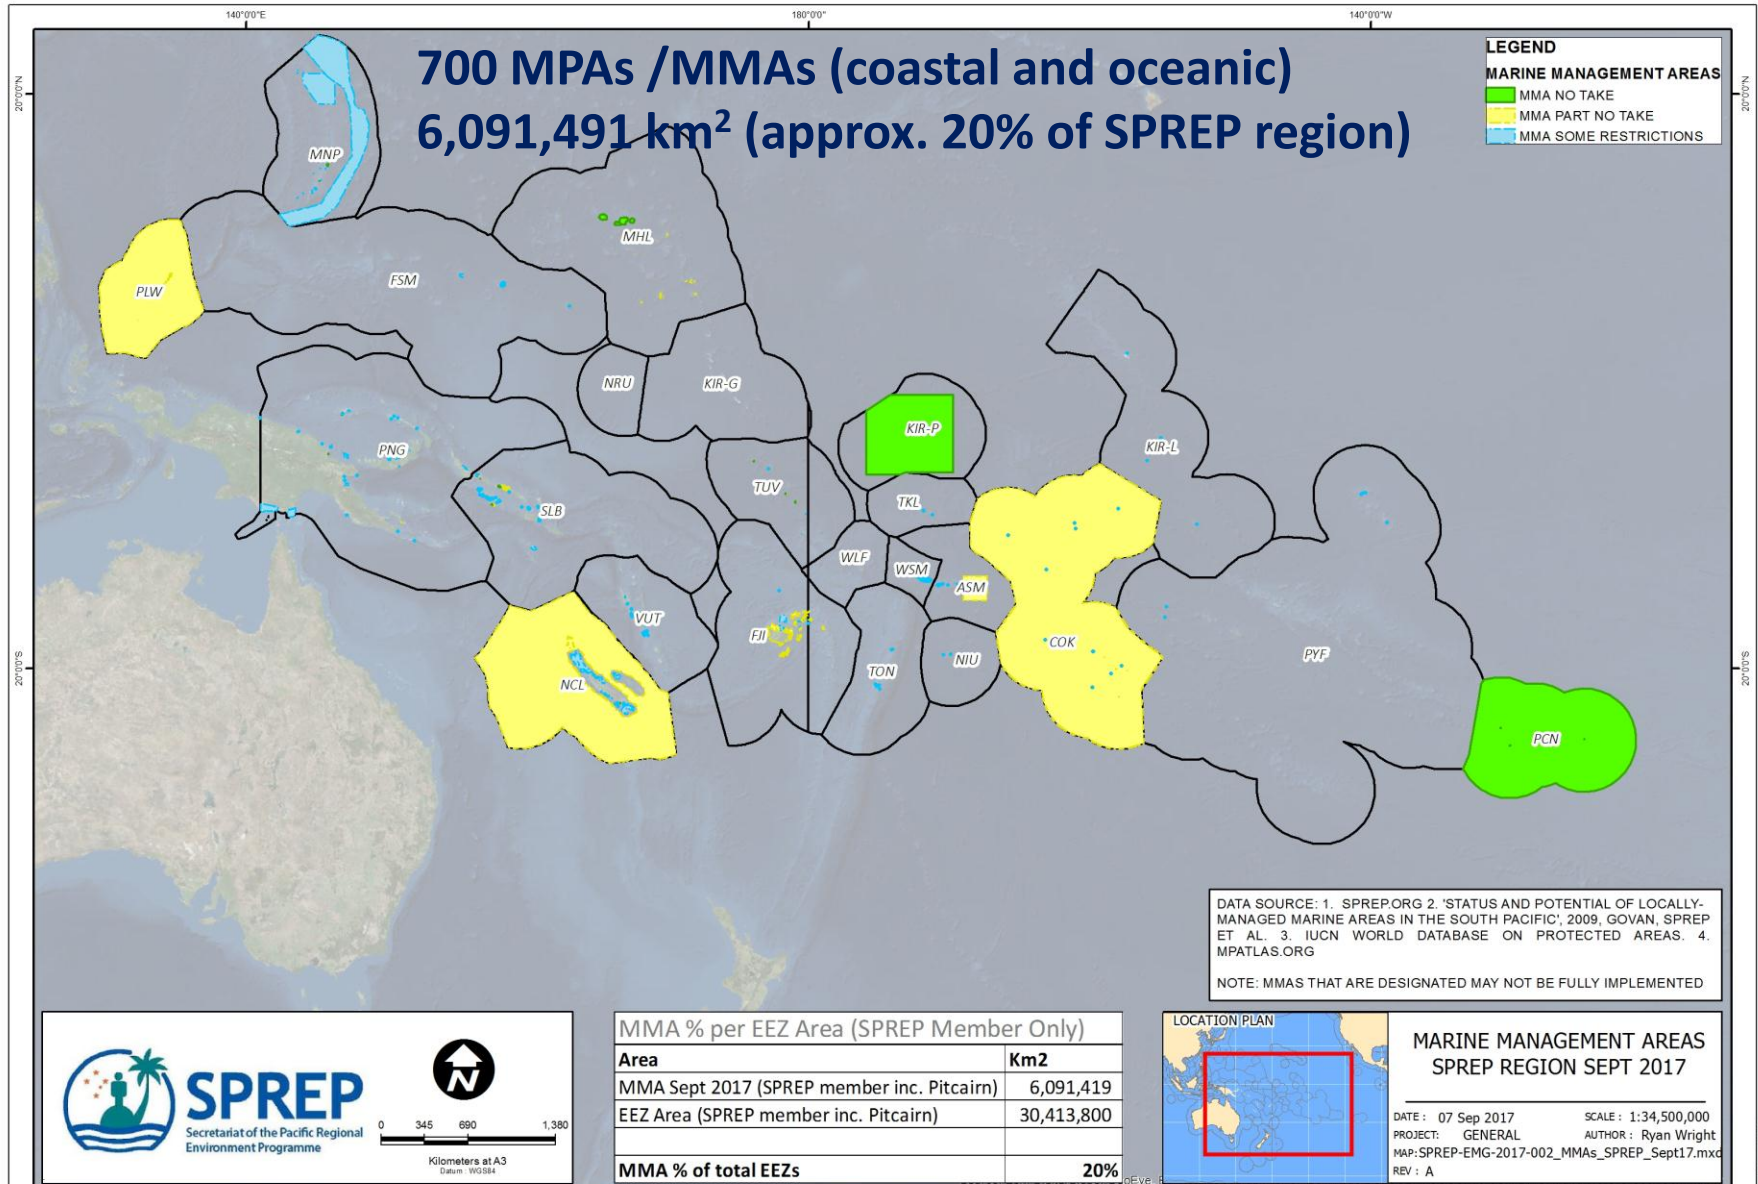 140°0'0"E
180°0'0"
140°0'0"W
700 MPAs /MMAs (coastal and oceanic)
6,091,491 km² (approx. 20% of SPREP region)
LEGEND
MARINE MANAGEMENT AREAS
MMA NO TAKE
MMA PART NO TAKE
MMA SOME RESTRICTIONS
20°0'0"N
20°0'0"N
MNP
MHL
PLW
FSM
NRU
KIR-G
KIR-P
KIR-L
PNG
TUV
TKL
SLB
WLF
WSM
ASM
VUT
FJI
COK
PYF
NCL
TON
NIU
PCN
20°0'0"S
20°0'0"S
DATA SOURCE: 1. SPREP.ORG 2. 'STATUS AND POTENTIAL OF LOCALLY-
MANAGED MARINE AREAS IN THE SOUTH PACIFIC', 2009, GOVAN, SPREP
ET AL. 3. IUCN WORLD DATABASE ON PROTECTED AREAS. 4.
MPATLAS.ORG
NOTE: MMAS THAT ARE DESIGNATED MAY NOT BE FULLY IMPLEMENTED
SPREP
Secretariat of the Pacific Regional
Environment Programme
N
0 345 690 1,380
Kilometers at A3
Datum : WGS84
MMA % per EEZ Area (SPREP Member Only)
Area Km2
MMA Sept 2017 (SPREP member inc. Pitcairn) 6,091,419
EEZ Area (SPREP member inc. Pitcairn) 30,413,800
MMA % of total EEZs 20%
LOCATION PLAN
MARINE MANAGEMENT AREAS
SPREP REGION SEPT 2017
DATE : 07 Sep 2017 SCALE : 1:34,500,000
PROJECT: GENERAL AUTHOR : Ryan Wright
MAP: SPREP-EMG-2017-002_MMAs_SPREP_Sept17.mxd
REV : A